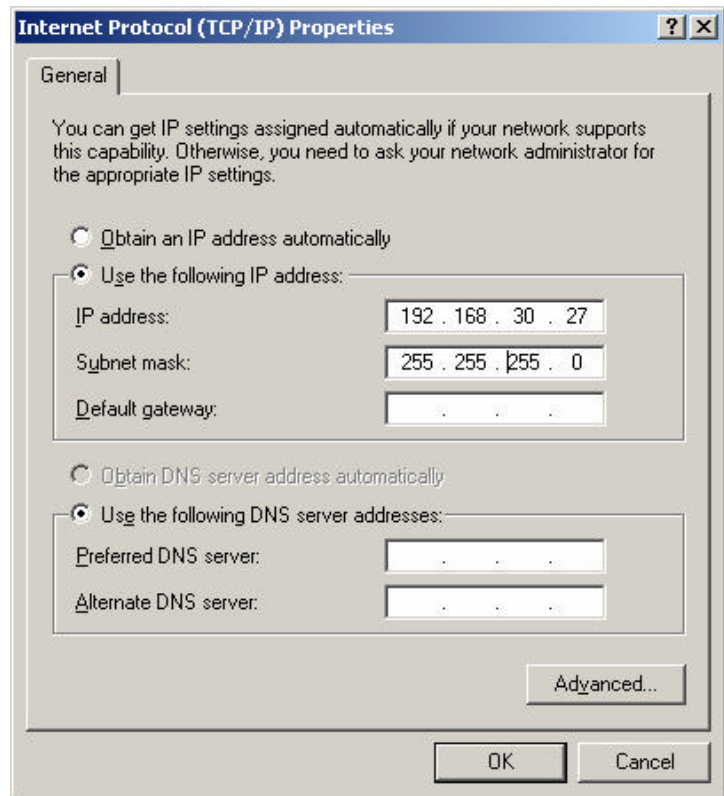 Internet Protocol (TCP/IP) Properties
General
You can get IP settings assigned automatically if your network supports
this capability. Otherwise, you need to ask your network administrator for
the appropriate IP settings.
Obtain an IP address automatically
Use the following IP address:
IP address: 192 . 168 . 30 . 27
Subnet mask: 255 . 255 . 255 . 0
Default gateway: . . .
Obtain DNS server address automatically
Use the following DNS server addresses:
Preferred DNS server: . . .
Alternate DNS server: . . .
Advanced...
OK Cancel